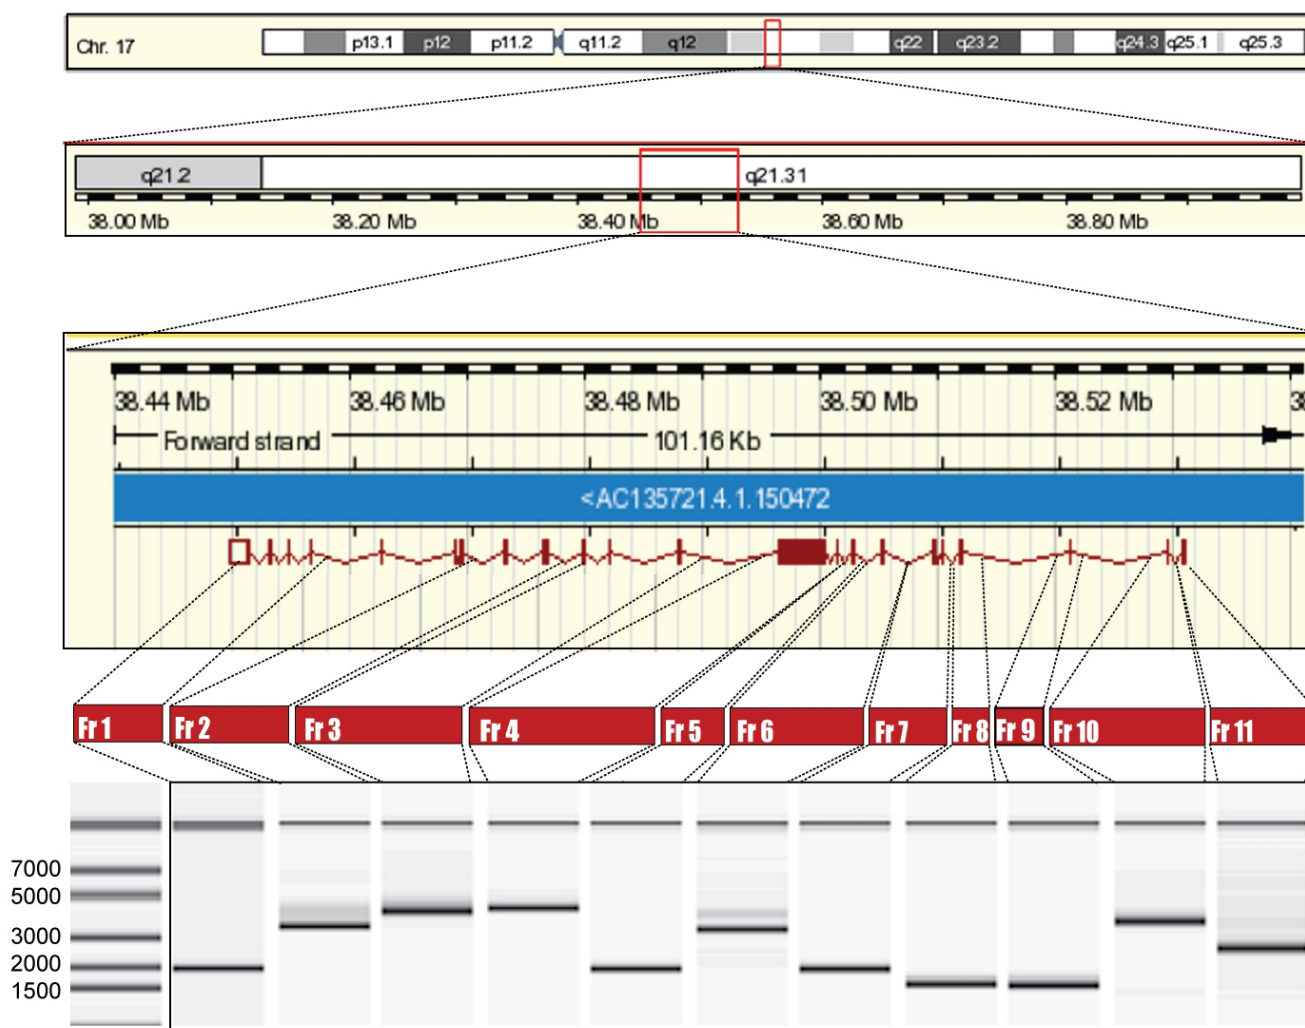 Chr. 17 p13.1 p12 p11.2 q11.2 q12 q22 q23.2 q24.3 q25.1 q25.3
q21.2 q21.31
38.00 Mb 38.20 Mb 38.40 Mb 38.60 Mb 38.80 Mb
38.44 Mb 38.46 Mb 38.48 Mb 38.50 Mb 38.52 Mb
Forward strand 101.16 Kb
<AC135721.4.1.150472
Fr 1 Fr 2 Fr 3 Fr 4 Fr 5 Fr 6 Fr 7 Fr 8 Fr 9 Fr 10 Fr 11
7000
5000
3000
2000
1500